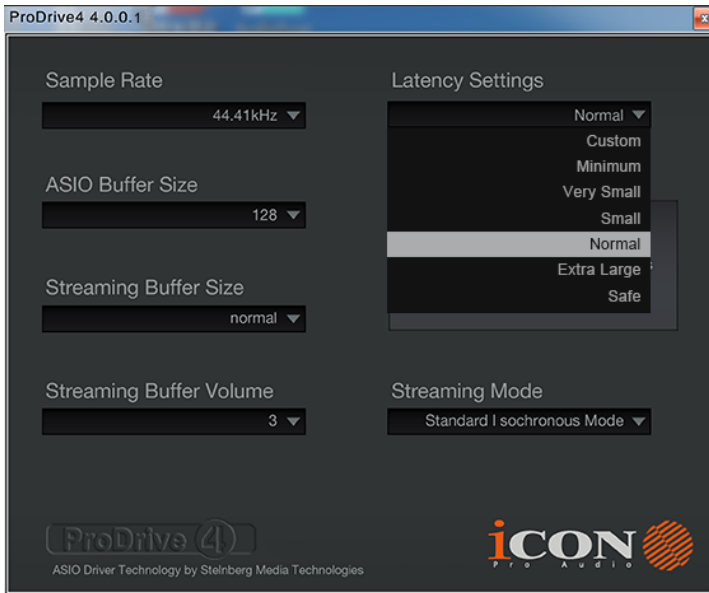 ProDrive4 4.0.0.1
Sample Rate
44.41kHz
ASIO Buffer Size
128
Streaming Buffer Size
normal
Streaming Buffer Volume
3
Latency Settings
Normal
Custom
Minimum
Very Small
Small
Normal
Extra Large
Safe
Streaming Mode
Standard I sochronous Mode
ProDrive 4
ASIO Driver Technology by Steinberg Media Technologies
iCON
Pro Audio